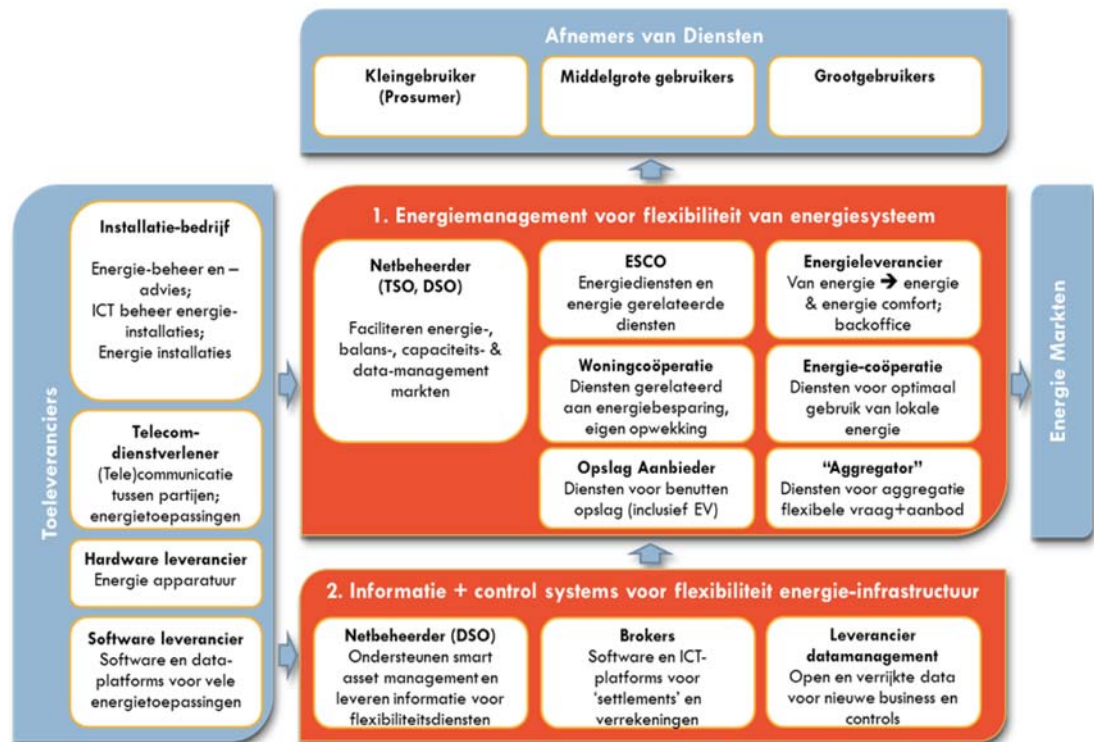 Afnemers van Diensten
Kleingebruiker
(Prosumer)
Middelgrote gebruikers
Grootgebruikers
Toeleveranciers
Installatie-bedrijf
Energie-beheer en –
advies;
ICT beheer energie-
installaties;
Energie installaties
Telecom-
dienstverlener
(Tele)communicatie
tussen partijen;
energietoepassingen
Hardware leverancier
Energie apparatuur
Software leverancier
Software en data-
platforms voor vele
energietoepassingen
1. Energiemanagement voor flexibiliteit van energiesysteem
Netbeheerder
(TSO, DSO)
Faciliteren energie-,
balans-, capaciteits- &
data-management
markten
ESCO
Energiediensten en
energie gerelateerde
diensten
Energieleverancier
Van energie ➔ energie
& energie comfort;
backoffice
Woningcoöperatie
Diensten gerelateerd
aan energiebesparing,
eigen opwekking
Energie-coöperatie
Diensten voor optimaal
gebruik van lokale
energie
Opslag Aanbieder
Diensten voor benutten
opslag (inclusief EV)
“Aggregator”
Diensten voor aggregatie
flexibele vraag+aanbod
2. Informatie + control systems voor flexibiliteit energie-infrastructuur
Netbeheerder (DSO)
Ondersteunen smart
asset management en
leveren informatie voor
flexibiliteitsdiensten
Brokers
Software en ICT-
platforms voor
‘settlements’ en
verrekeningen
Leverancier
datamanagement
Open en verrijkte data
voor nieuwe business en
controls
Energie Markten